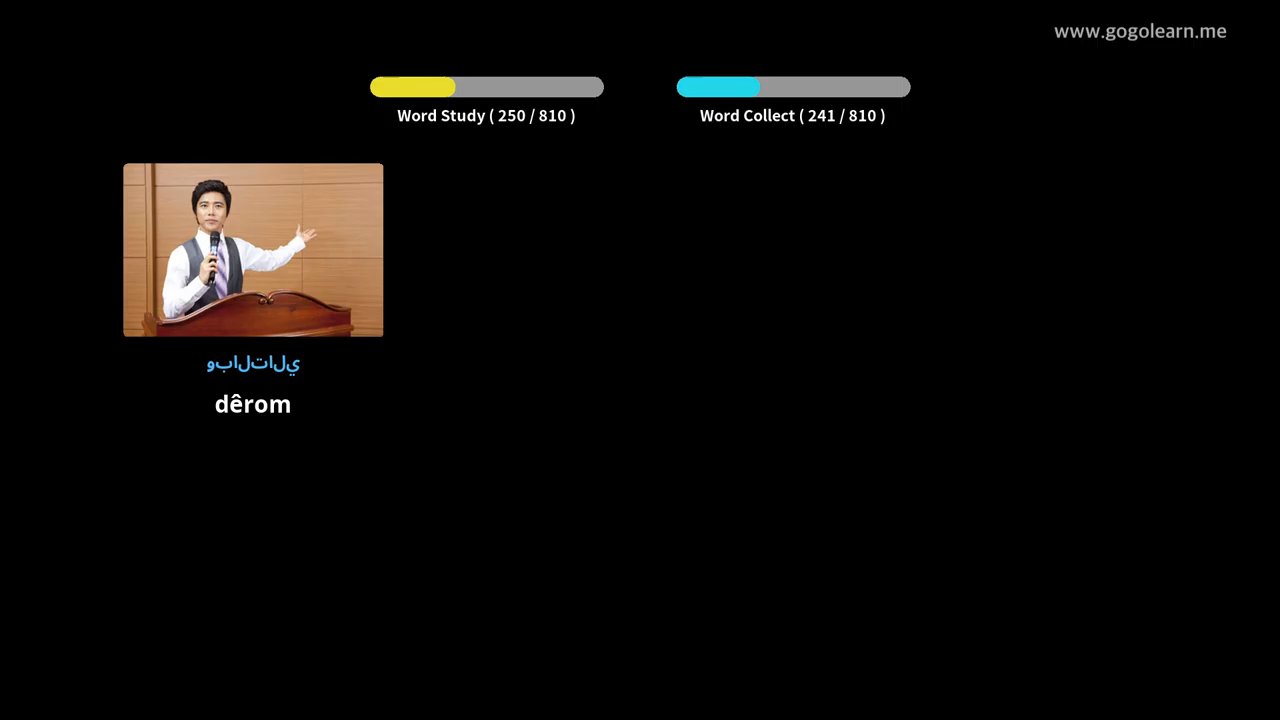 www.gogolearn.me
Word Study ( 250 / 810 )
Word Collect ( 241 / 810 )
وبالتالي
dêrom